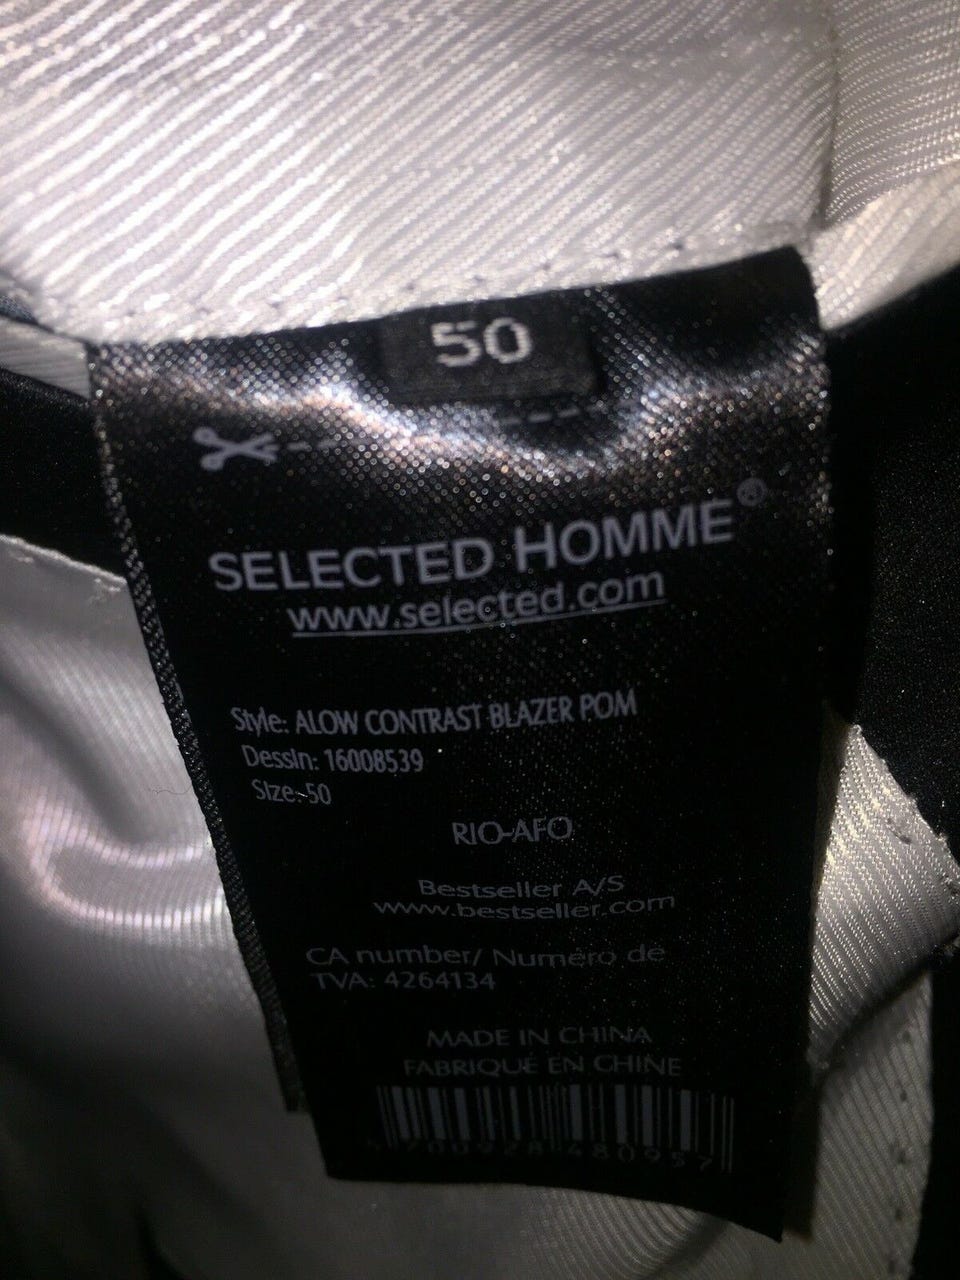 50
SELECTED HOMME®
www.selected.com
Style: ALOW CONTRAST BLAZER POM
Dessin: 16008539
Size: 50
RIO-AFO
Bestseller A/S
www.bestseller.com
CA number/ Numéro de
TVA: 4264134
MADE IN CHINA
FABRIQUÉ EN CHINE